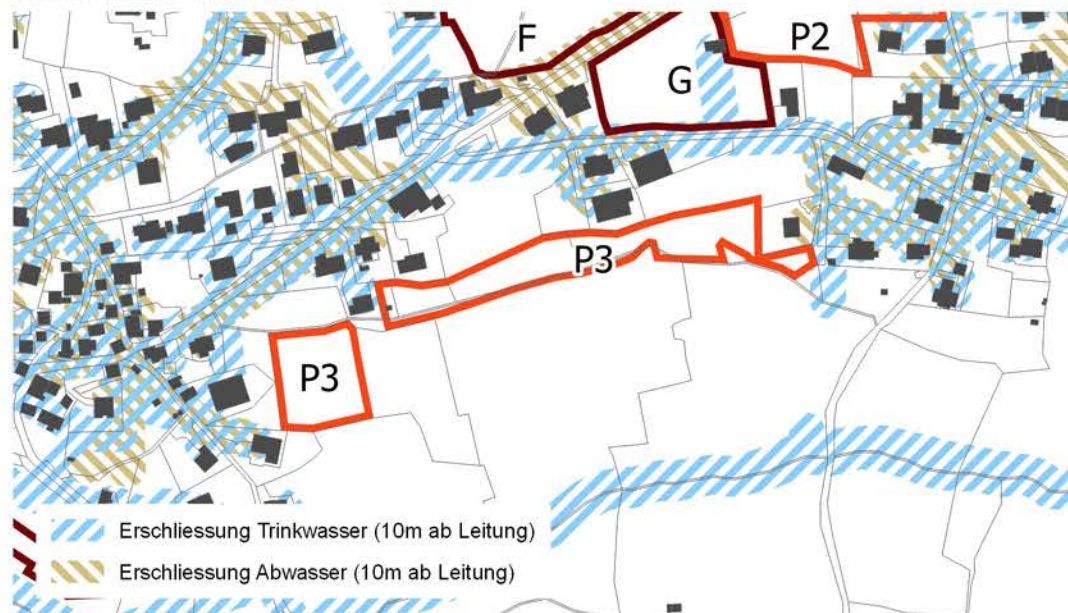 F
P2
G
P3
P3
Erschliessung Trinkwasser (10m ab Leitung)
Erschliessung Abwasser (10m ab Leitung)